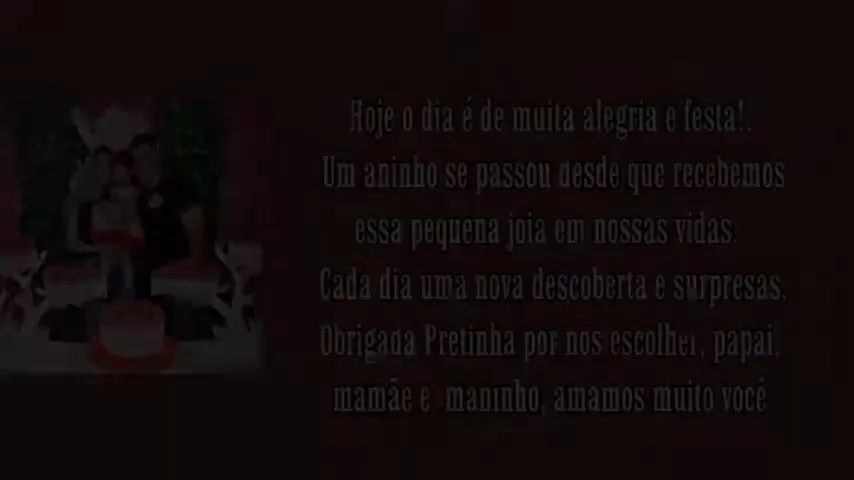 Hoje o dia é de muita alegria e festa!.
Um aninho se passou desde que recebemos
essa pequena joia em nossas vidas.
Cada dia uma nova descoberta e surpresas,
Obrigada Pretinha por nos escolher, papai,
mamãe e maninho, amamos muito você